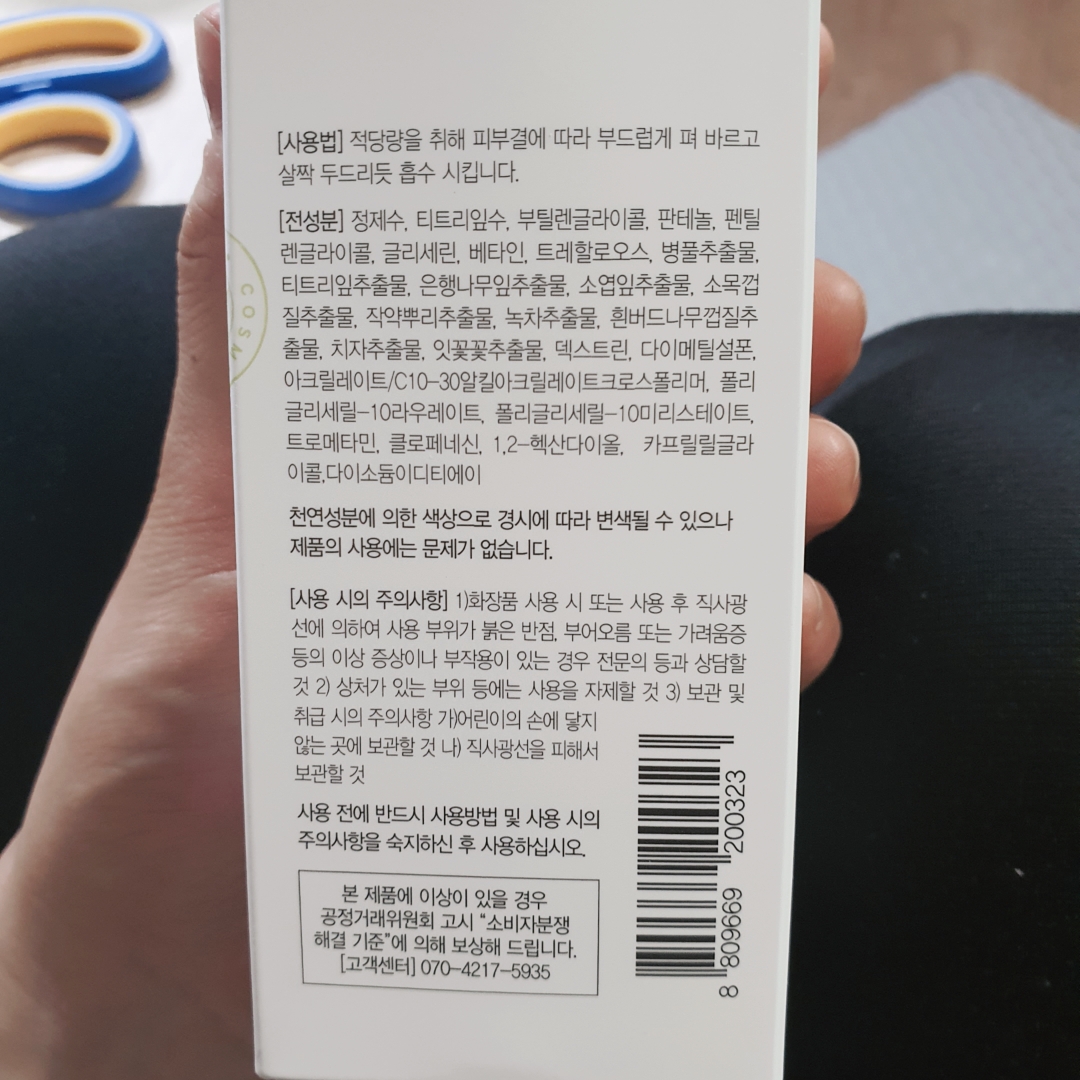 [사용법] 적당량을 취해 피부결에 따라 부드럽게 펴 바르고
살짝 두드리듯 흡수 시킵니다.
[전성분] 정제수, 티트리잎수, 부틸렌글라이콜, 판테놀, 펜틸
렌글라이콜, 글리세린, 베타인, 트레할로오스, 병풀추출물,
티트리잎추출물, 은행나무잎추출물, 소엽잎추출물, 소목껍
질추출물, 작약뿌리추출물, 녹차추출물, 흰버드나무껍질추
출물, 치자추출물, 잇꽃꽃추출물, 덱스트린, 다이메틸설폰,
아크릴레이트/C10-30알킬아크릴레이트크로스폴리머, 폴리
글리세릴-10라우레이트, 폴리글리세릴-10미리스테이트,
트로메타민, 클로페네신, 1,2-헥산다이올, 카프릴릴글라
이콜,다이소듐이디티에이
천연성분에 의한 색상으로 경시에 따라 변색될 수 있으나
제품의 사용에는 문제가 없습니다.
[사용 시의 주의사항] 1)화장품 사용 시 또는 사용 후 직사광
선에 의하여 사용 부위가 붉은 반점, 부어오름 또는 가려움증
등의 이상 증상이나 부작용이 있는 경우 전문의 등과 상담할
것 2) 상처가 있는 부위 등에는 사용을 자제할 것 3) 보관 및
취급 시의 주의사항 가)어린이의 손에 닿지
않는 곳에 보관할 것 나) 직사광선을 피해서
보관할 것
사용 전에 반드시 사용방법 및 사용 시의
주의사항을 숙지하신 후 사용하십시오.
본 제품에 이상이 있을 경우
공정거래위원회 고시 “소비자분쟁
해결 기준”에 의해 보상해 드립니다.
[고객센터] 070-4217-5935
8 809669 200323
COSM